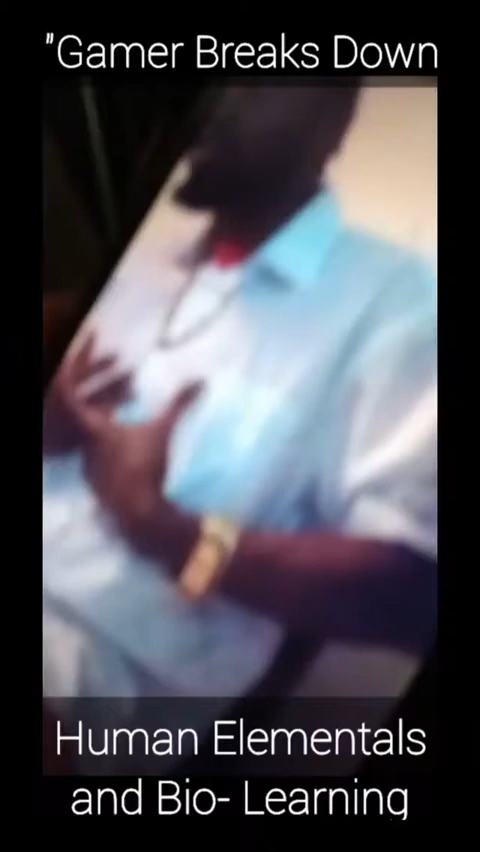 "Gamer Breaks Down
Human Elementals
and Bio- Learning